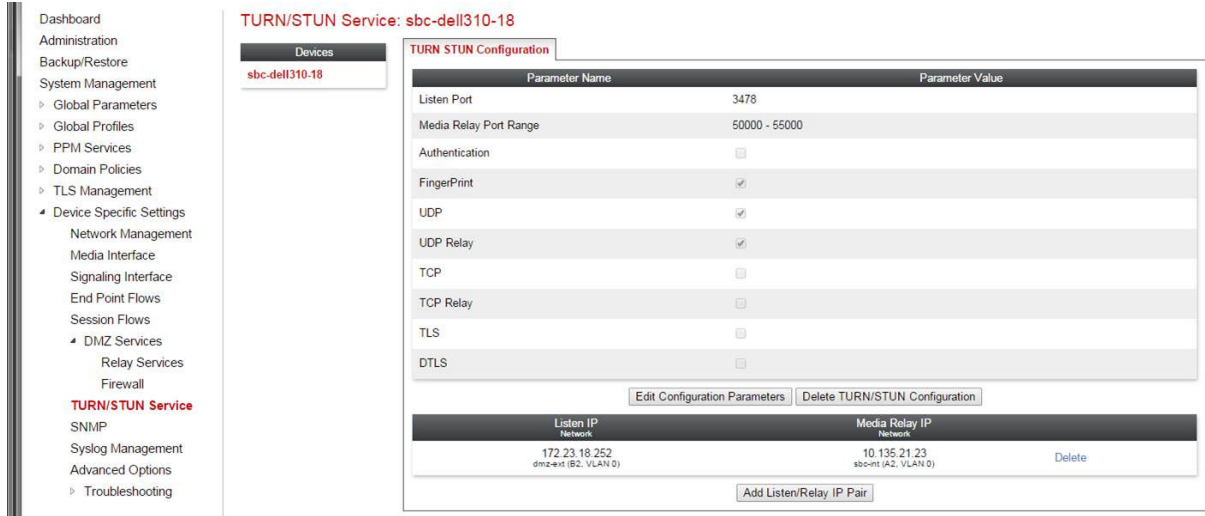 Dashboard
Administration
Backup/Restore
System Management
Global Parameters
Global Profiles
PPM Services
Domain Policies
TLS Management
Device Specific Settings
Network Management
Media Interface
Signaling Interface
End Point Flows
Session Flows
DMZ Services
Relay Services
Firewall
TURN/STUN Service
SNMP
Syslog Management
Advanced Options
Troubleshooting
TURN/STUN Service: sbc-dell310-18
Devices
sbc-dell310-18
TURN STUN Configuration
Parameter Name Parameter Value
Listen Port 3478
Media Relay Port Range 50000 - 55000
Authentication
FingerPrint
UDP
UDP Relay
TCP
TCP Relay
TLS
DTLS
Edit Configuration Parameters Delete TURN/STUN Configuration
Listen IP Media Relay IP
Network Network
172.23.18.252 10.135.21.23 Delete
dmz-ext (B2, VLAN 0) sbc-int (A2, VLAN 0)
Add Listen/Relay IP Pair